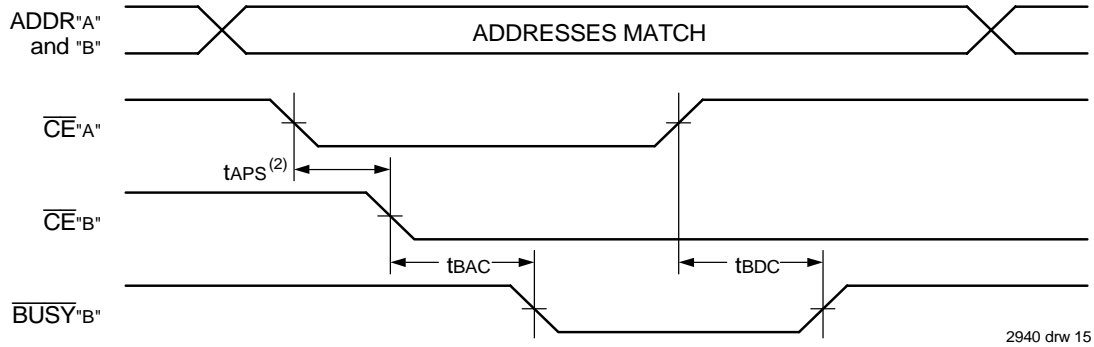 ADDR"A"
and "B"
ADDRESSES MATCH
CE"A"
tAPS(2)
CE"B"
tBAC
tBDC
BUSY"B"
2940 drw 15